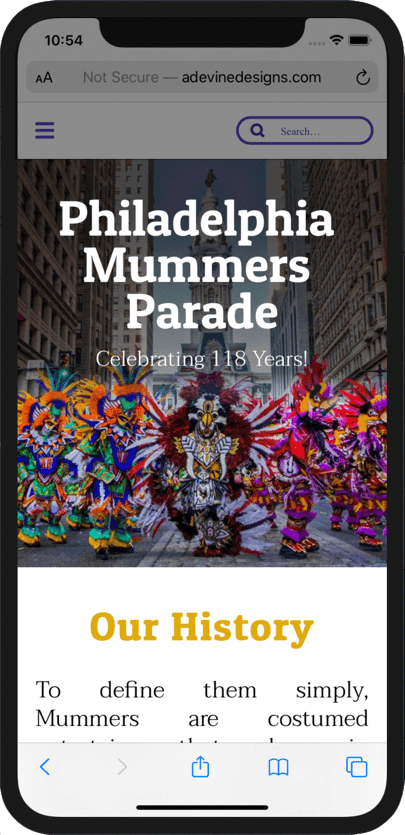 10:54
AA Not Secure — adevinedesigns.com
Search…
Philadelphia
Mummers
Parade
Celebrating 118 Years!
Our History
To define them simply,
Mummers are costumed